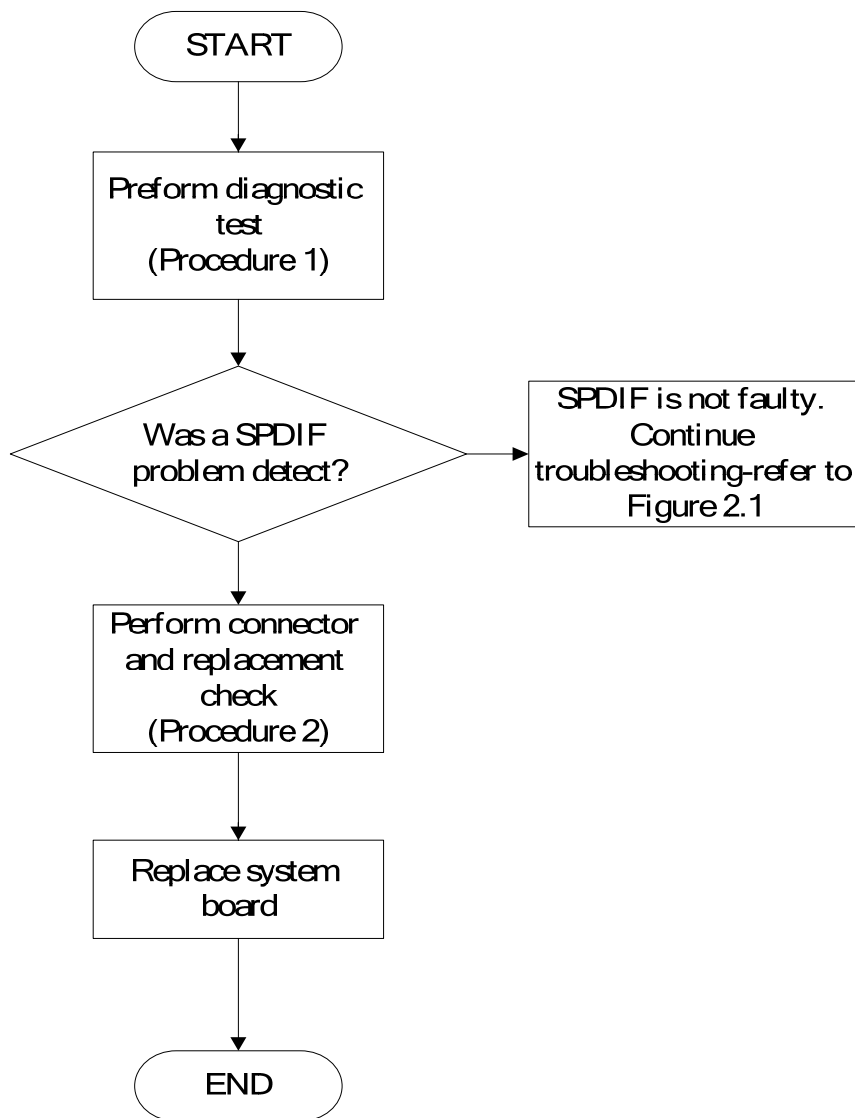 START
Preform diagnostic
test
(Procedure 1)
Was a SPDIF
problem detect?
SPDIF is not faulty.
Continue
troubleshooting-refer to
Figure 2.1
Perform connector
and replacement
check
(Procedure 2)
Replace system
board
END